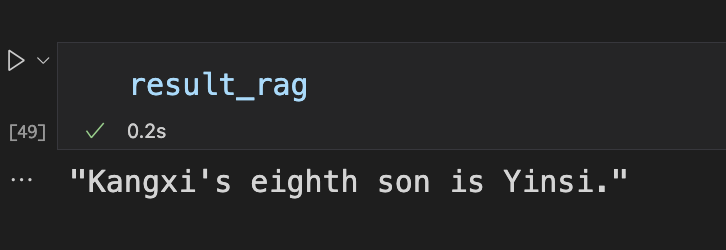 result_rag
[49]
0.2s
"Kangxi's eighth son is Yinsi."